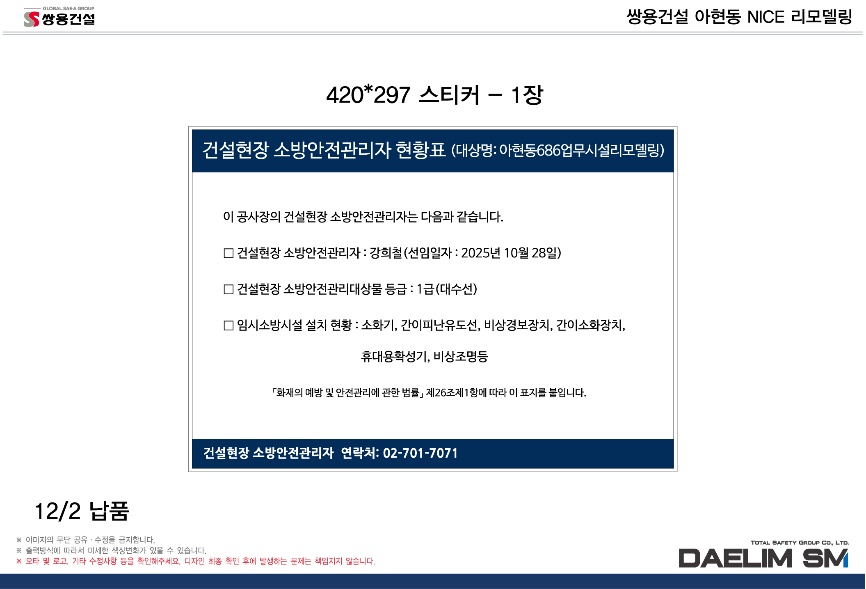 GLOBAL SAE-A GROUP
쌍용건설
쌍용건설 아현동 NICE 리모델링
420*297 스티커 – 1장
건설현장 소방안전관리자 현황표 (대상명: 아현동686업무시설리모델링)
이 공사장의 건설현장 소방안전관리자는 다음과 같습니다.
□ 건설현장 소방안전관리자 : 강희철(선임일자 : 2025년 10월 28일)
□ 건설현장 소방안전관리대상물 등급 : 1급(대수선)
□ 임시소방시설 설치 현황 : 소화기, 간이피난유도선, 비상경보장치, 간이소화장치,
휴대용확성기, 비상조명등
「화재의 예방 및 안전관리에 관한 법률」 제26조제1항에 따라 이 표지를 붙입니다.
건설현장 소방안전관리자 연락처: 02-701-7071
12/2 납품
※ 이미지의 무단 공유 · 수정을 금지합니다.
※ 출력방식에 따라서 미세한 색상변화가 있을 수 있습니다.
※ 오타 및 로고, 기타 수정사항 등을 확인해주세요. 디자인 최종 확인 후에 발생하는 문제는 책임지지 않습니다.
TOTAL SAFETY GROUP CO., LTD.
DAELIM SM